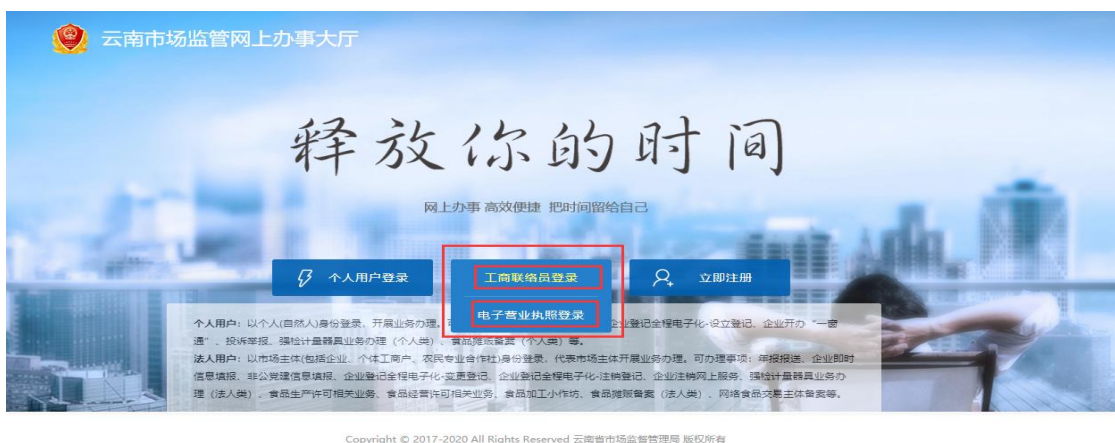 云南市场监管网上办事大厅
释放你的时间
网上办事 高效便捷 把时间留给自己
个人用户登录
工商联络员登录
立即注册
电子营业执照登录
个人用户：以个人(自然人)身份登录，开展业务办理。可 企业登记全程电子化-设立登记、企业开办“一窗
通”、投诉举报、强检计量器具业务办理（个人类）、食品摊贩备案（个人类）等。
法人用户：以市场主体(包括企业、个体工商户、农民专业合作社)身份登录，代表市场主体开展业务办理。可办理事项：年报报送、企业即时
信息填报、非公党建信息填报、企业登记全程电子化-变更登记、企业登记全程电子化-注销登记、企业注销网上服务、强检计量器具业务办
理（法人类）、食品生产许可相关业务、食品经营许可相关业务、食品加工小作坊、食品摊贩备案（法人类）、网络食品交易主体备案等。
Copyright © 2017-2020 All Rights Reserved 云南省市场监督管理局 版权所有